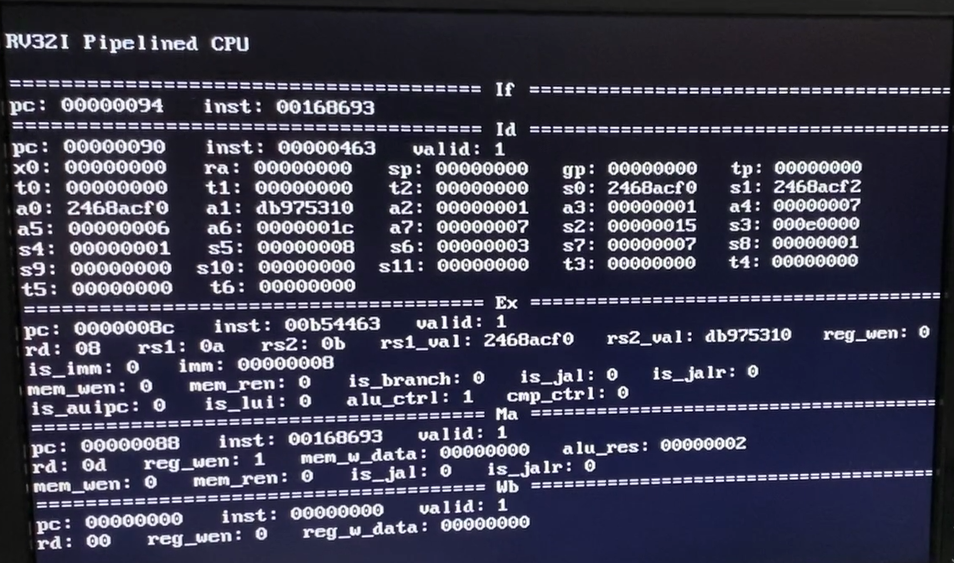 RV32I Pipelined CPU
===================================== If =====================================
pc: 00000094 inst: 00168693
===================================== Id =====================================
pc: 00000090 inst: 00000463 valid: 1
x0: 00000000 ra: 00000000 sp: 00000000 gp: 00000000 tp: 00000000
t0: 00000000 t1: 00000000 t2: 00000000 s0: 2468acf0 s1: 2468acf2
a0: 2468acf0 a1: db975310 a2: 00000001 a3: 00000001 a4: 00000007
a5: 00000006 a6: 0000001c a7: 00000007 s2: 00000015 s3: 000e0000
s4: 00000001 s5: 00000008 s6: 00000003 s7: 00000007 s8: 00000001
s9: 00000000 s10: 00000000 s11: 00000000 t3: 00000000 t4: 00000000
t5: 00000000 t6: 00000000
===================================== Ex =====================================
pc: 0000008c inst: 00b54463 valid: 1
rd: 08 rs1: 0a rs2: 0b rs1_val: 2468acf0 rs2_val: db975310 reg_wen: 0
is_imm: 0 imm: 00000008
mem_wen: 0 mem_ren: 0 is_branch: 0 is_jal: 0 is_jalr: 0
is_auipc: 0 is_lui: 0 alu_ctrl: 1 cmp_ctrl: 0
===================================== Ma =====================================
pc: 00000088 inst: 00168693 valid: 1
rd: 0d reg_wen: 1 mem_w_data: 00000000 alu_res: 00000002
mem_wen: 0 mem_ren: 0 is_jal: 0 is_jalr: 0
===================================== Wb =====================================
pc: 00000000 inst: 00000000 valid: 1
rd: 00 reg_wen: 0 reg_w_data: 00000000